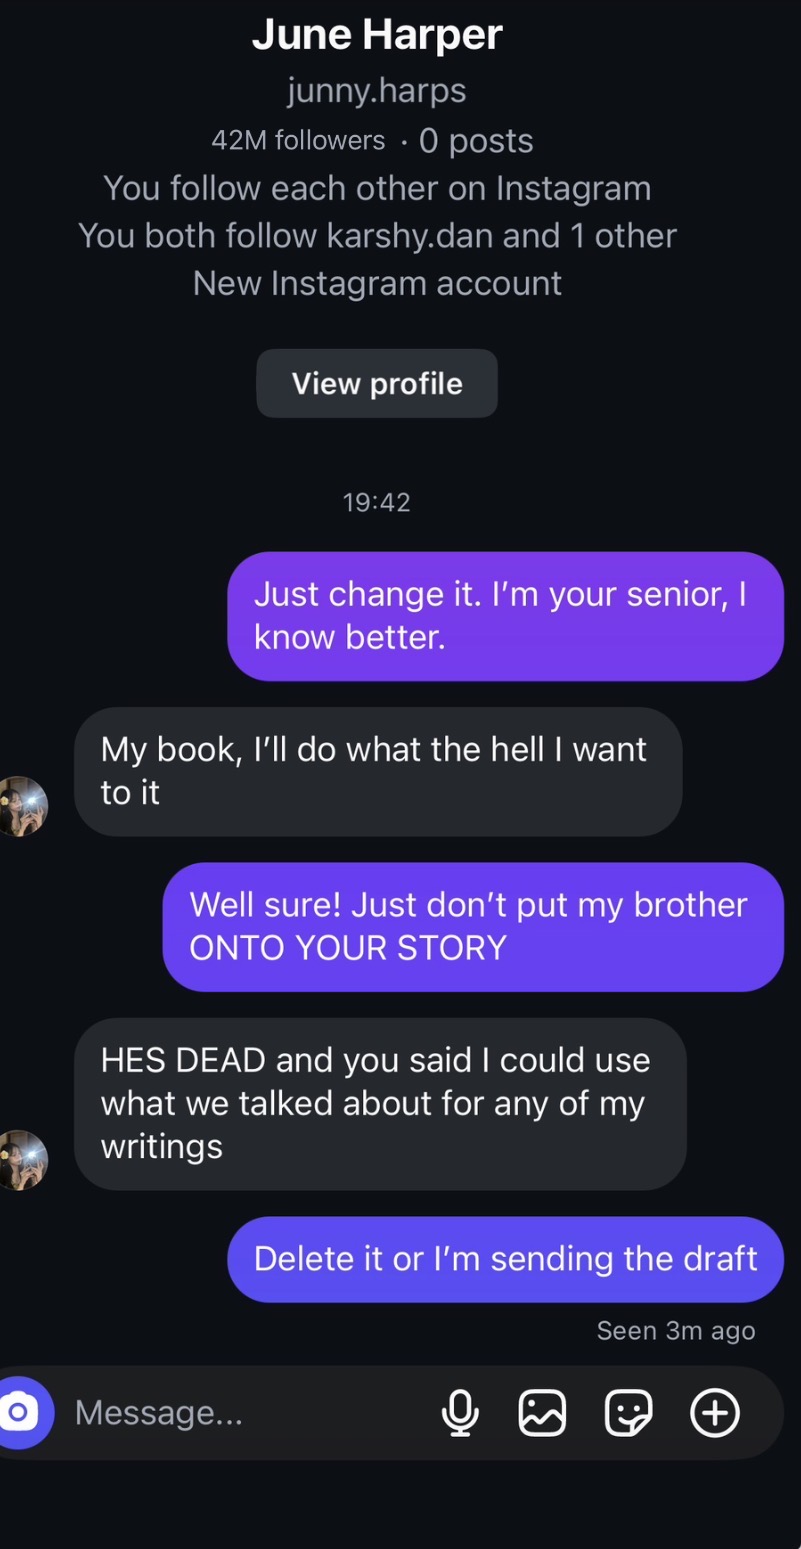 June Harper
junny.harps
42M followers · 0 posts
You follow each other on Instagram
You both follow karshy.dan and 1 other
New Instagram account
View profile
19:42
Just change it. I’m your senior, I
know better.
My book, I’ll do what the hell I want
to it
Well sure! Just don’t put my brother
ONTO YOUR STORY
HES DEAD and you said I could use
what we talked about for any of my
writings
Delete it or I’m sending the draft
Seen 3m ago
Message...